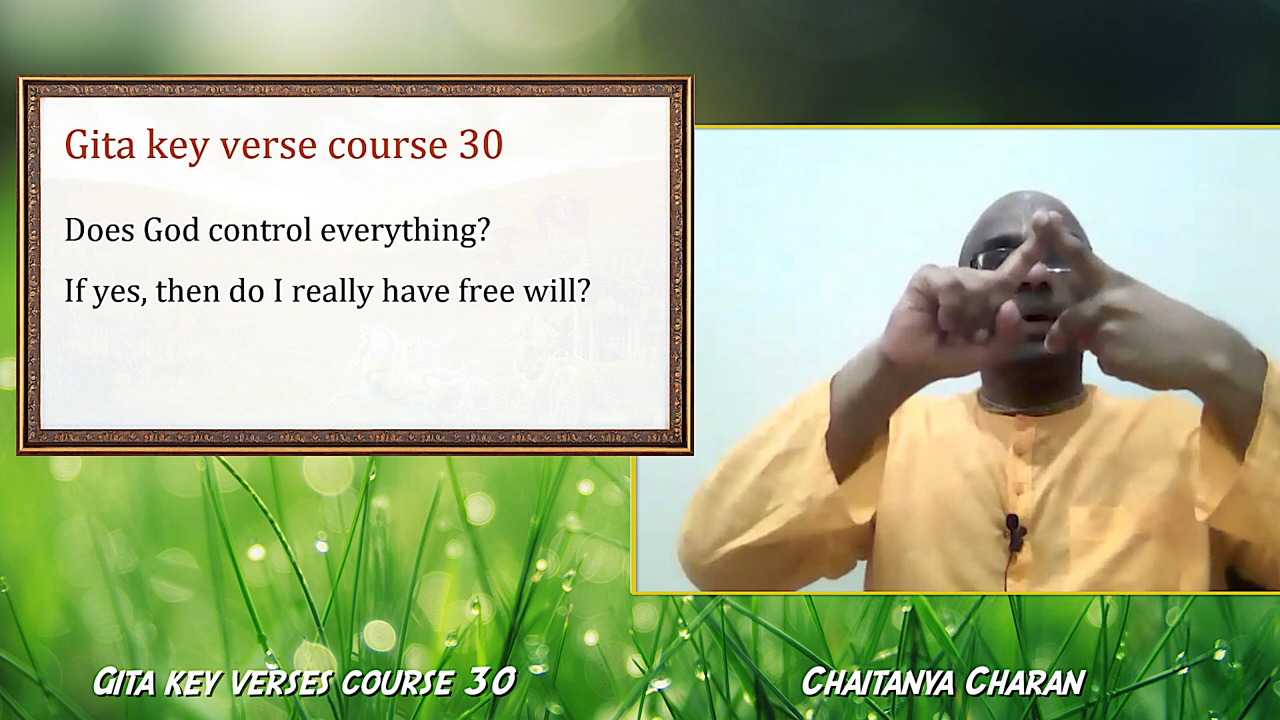 Gita key verse course 30
Does God control everything?
If yes, then do I really have free will?
Gita key verses course 30
Chaitanya Charan